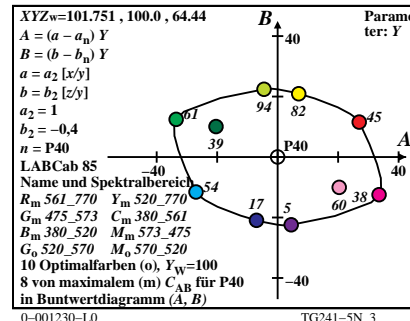 XYZw=101.751 , 100.0 , 64.44
A = (a – an) Y
B = (b – bn) Y
a = a2 [x/y]
b = b2 [z/y]
a2 = 1
b2 = –0,4
n = P40
LABCab 85
Name und Spektralbereich
Rm 561_770 Ym 520_770
Gm 475_573 Cm 380_561
Bm 380_520 Mm 573_475
Go 520_570 Mo 570_520
10 Optimalfarben (o), YW=100
8 von maximalem (m) CAB für P40
in Buntwertdiagramm (A, B)
B
Parame-
ter: Y
40
94
82
61
45
39
A
P40
–40
40
54
60
38
17
5
–40
0–001230–L0
TG241–5N_3